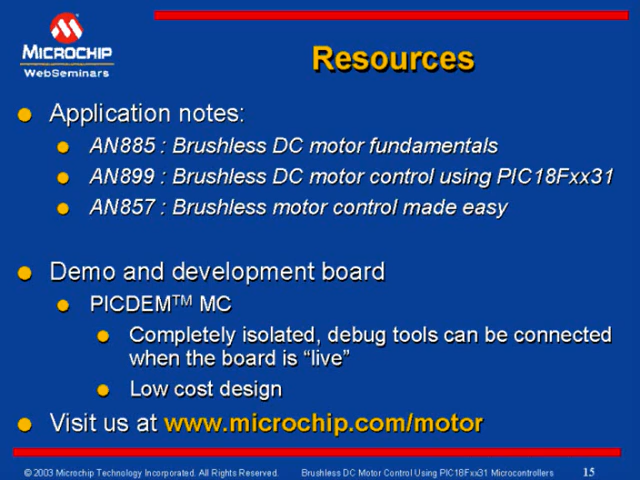 MICROCHIP
WebSeminars
Resources
Application notes:
AN885 : Brushless DC motor fundamentals
AN899 : Brushless DC motor control using PIC18Fxx31
AN857 : Brushless motor control made easy
Demo and development board
PICDEM™ MC
Completely isolated, debug tools can be connected
when the board is “live”
Low cost design
Visit us at www.microchip.com/motor
© 2003 Microchip Technology Incorporated. All Rights Reserved. Brushless DC Motor Control Using PIC18Fxx31 Microcontrollers 15